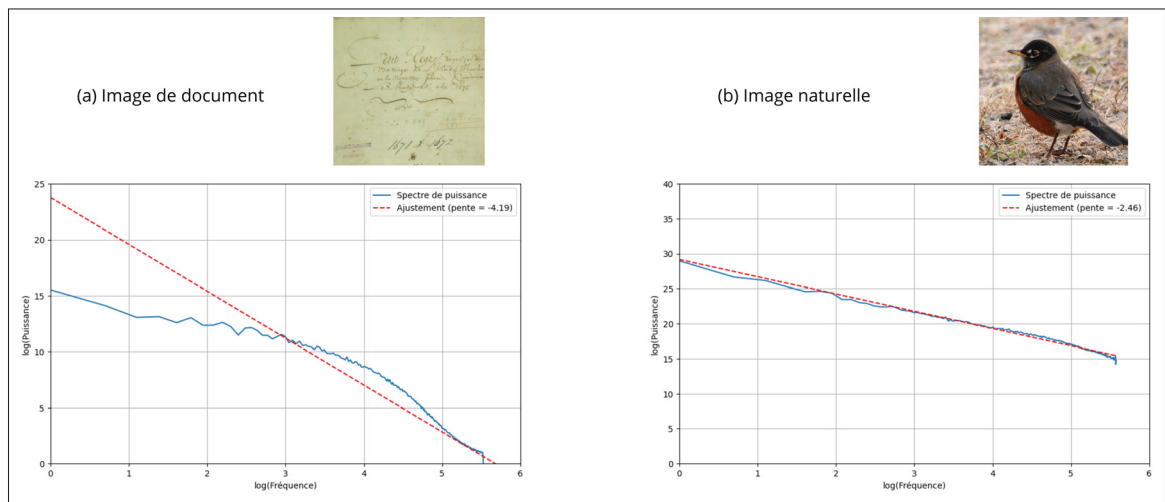 (a) Image de document
1671 & 1672
25
20
15
10
5
0
0 1 2 3 4 5 6
log(Puissance)
log(Fréquence)
Spectre de puissance
Ajustement (pente = -4.19)
(b) Image naturelle
40
35
30
25
20
15
10
5
0
0 1 2 3 4 5 6
log(Puissance)
log(Fréquence)
Spectre de puissance
Ajustement (pente = -2.46)